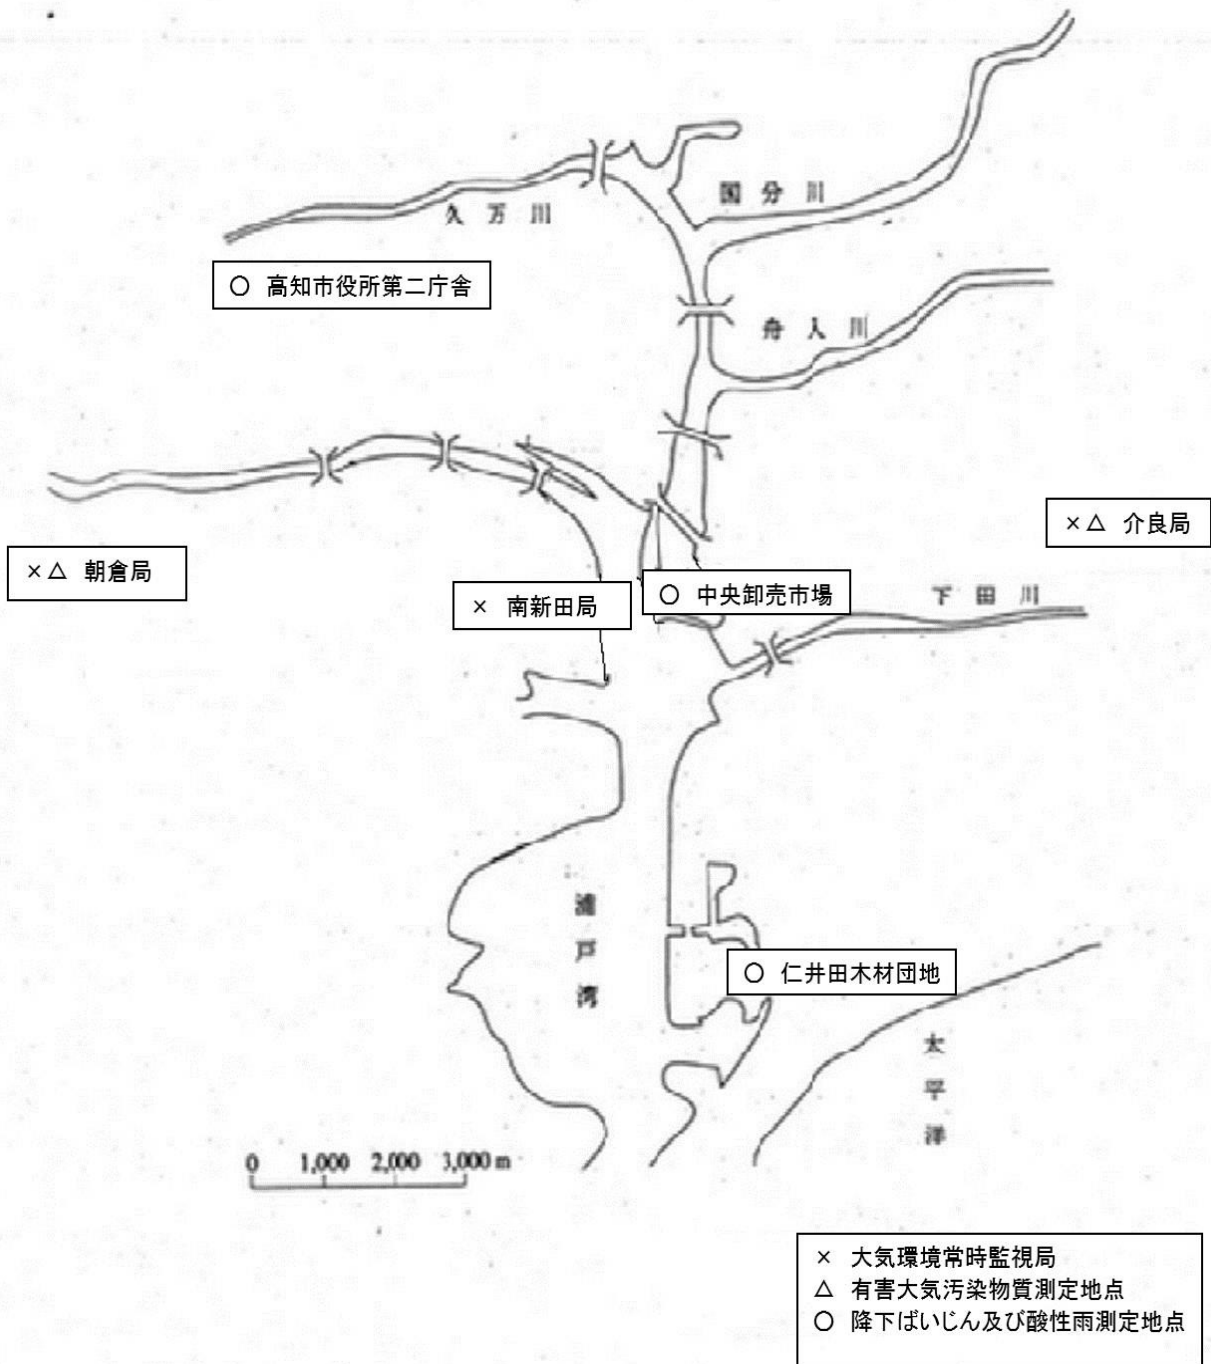 国分川
久万川
○ 高知市役所第二庁舎
舟入川
×△ 介良局
×△ 朝倉局
× 南新田局
○ 中央卸売市場
下田川
浦戸湾
○ 仁井田木材団地
太平洋
0 1,000 2,000 3,000 m
× 大気環境常時監視局
△ 有害大気汚染物質測定地点
○ 降下ばいじん及び酸性雨測定地点